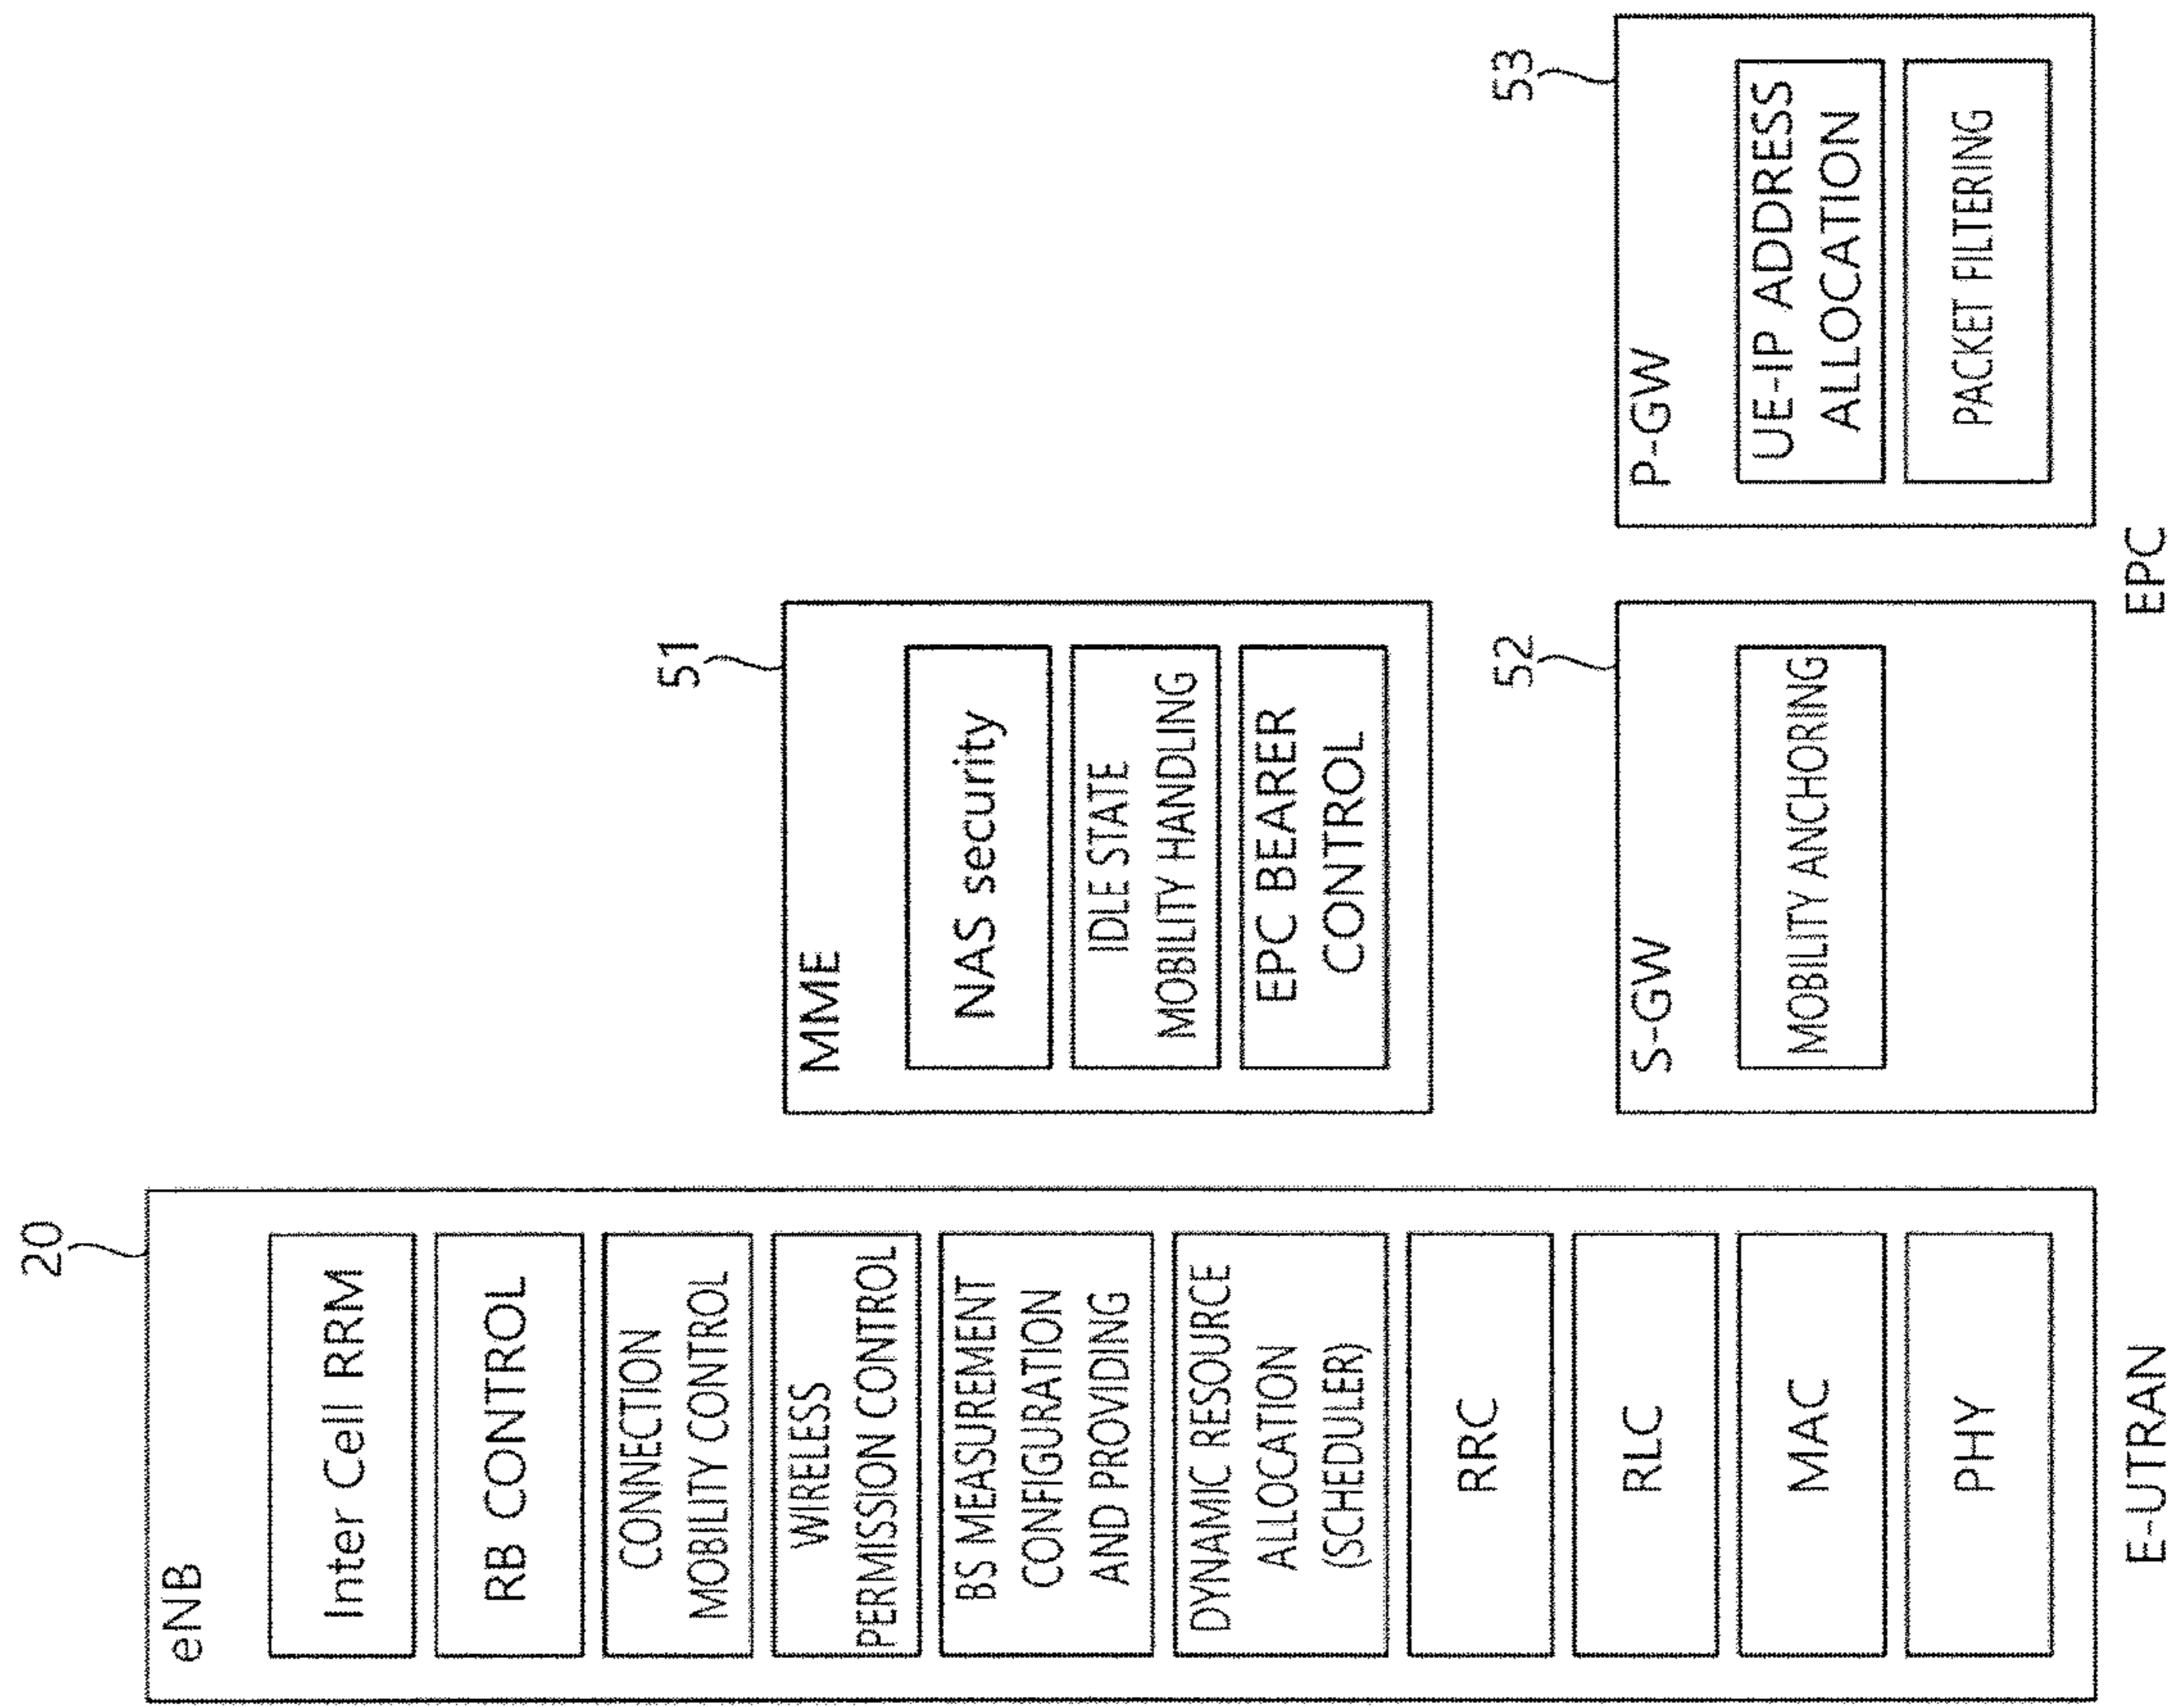 20
eNB
Inter Cell RRM
RB CONTROL
CONNECTION
MOBILITY CONTROL
WIRELESS
PERMISSION CONTROL
BS MEASUREMENT
CONFIGURATION
AND PROVIDING
DYNAMIC RESOURCE
ALLOCATION
(SCHEDULER)
RRC
RLC
MAC
PHY
E-UTRAN
51
MME
NAS security
IDLE STATE
MOBILITY HANDLING
EPC BEARER
CONTROL
52
S-GW
MOBILITY ANCHORING
53
P-GW
UE-IP ADDRESS
ALLOCATION
PACKET FILTERING
EPC